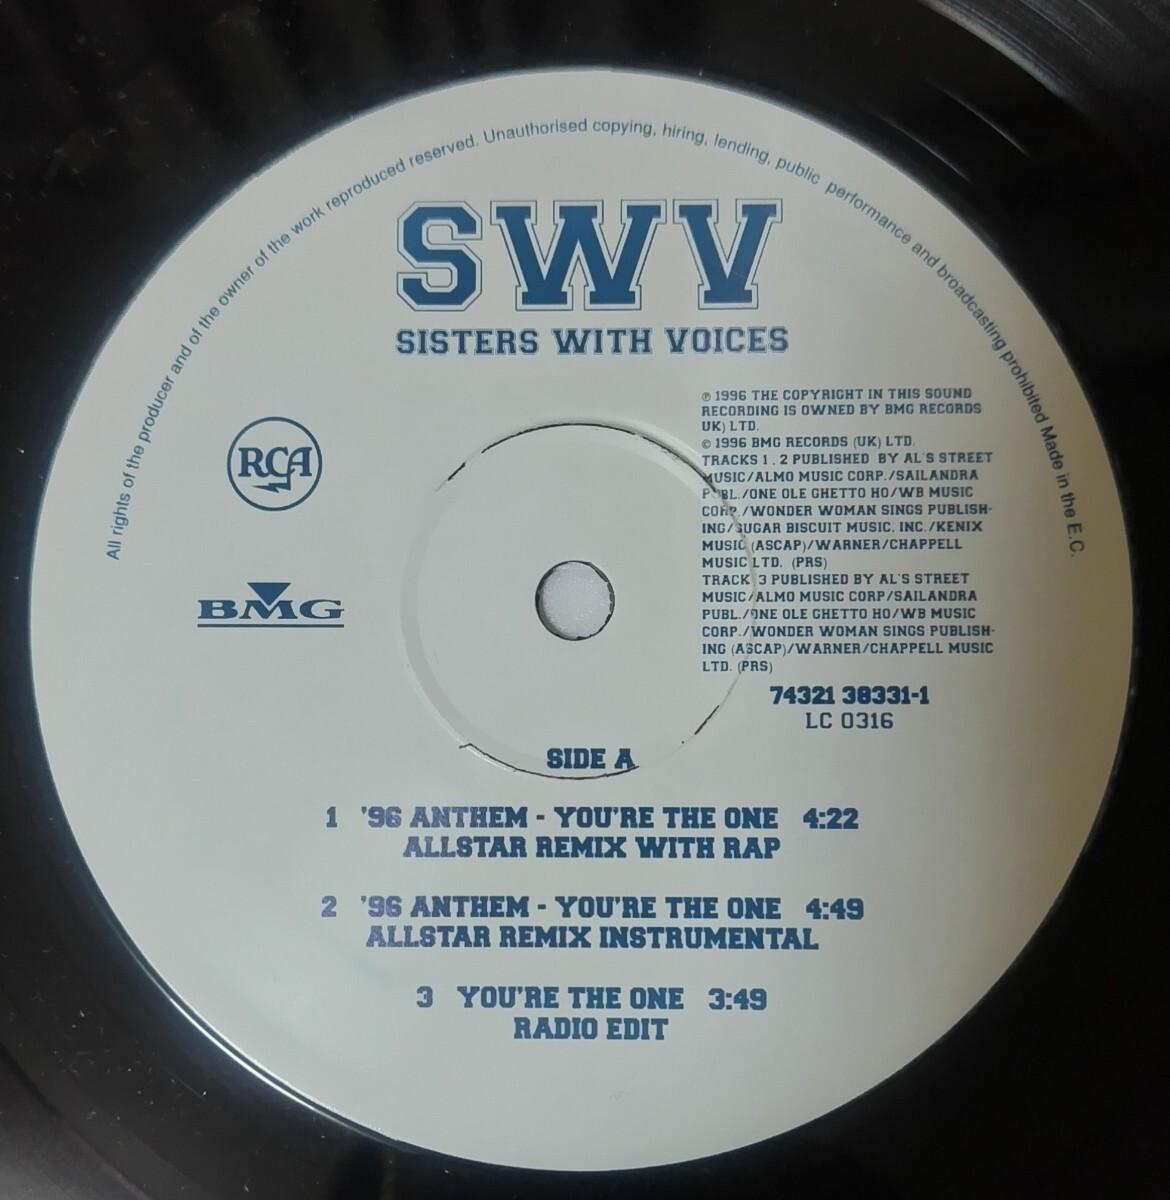 All rights of the producer and of the owner of the work reproduced reserved. Unauthorised copying, hiring, lending, public performance and broadcasting prohibited Made in the E.C.
SWV
SISTERS WITH VOICES
RCA
BMG
℗ 1996 THE COPYRIGHT IN THIS SOUND
RECORDING IS OWNED BY BMG RECORDS
UK) LTD.
© 1996 BMG RECORDS (UK) LTD.
TRACKS 1, 2 PUBLISHED BY AL'S STREET
MUSIC/ALMO MUSIC CORP./SAILANDRA
PUBL./ONE OLE GHETTO HO/WB MUSIC
CORP./WONDER WOMAN SINGS PUBLISH-
ING/SUGAR BISCUIT MUSIC, INC./KENIX
MUSIC (ASCAP)/WARNER/CHAPPELL
MUSIC LTD. (PRS)
TRACK 3 PUBLISHED BY AL'S STREET
MUSIC/ALMO MUSIC CORP/SAILANDRA
PUBL./ONE OLE GHETTO HO/WB MUSIC
CORP./WONDER WOMAN SINGS PUBLISH-
ING (ASCAP)/WARNER/CHAPPELL MUSIC
LTD. (PRS)
74321 38331-1
LC 0316
SIDE A
1 '96 ANTHEM - YOU'RE THE ONE 4:22
ALLSTAR REMIX WITH RAP
2 '96 ANTHEM - YOU'RE THE ONE 4:49
ALLSTAR REMIX INSTRUMENTAL
3 YOU'RE THE ONE 3:49
RADIO EDIT